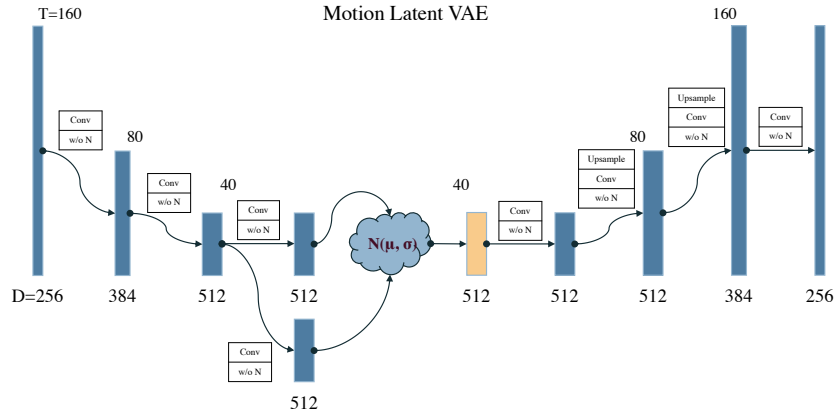 Motion Latent VAE
T=160
Conv
w/o N
80
Conv
w/o N
40
Conv
w/o N
Conv
w/o N
N(μ, σ)
40
Conv
w/o N
Upsample
Conv
w/o N
80
Upsample
Conv
w/o N
160
Conv
w/o N
D=256
384
512
512
512
512
512
512
384
256